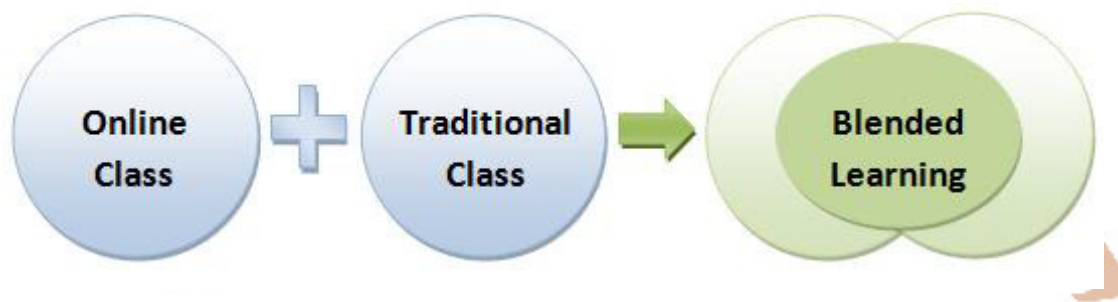 Online
Class
Traditional
Class
Blended
Learning